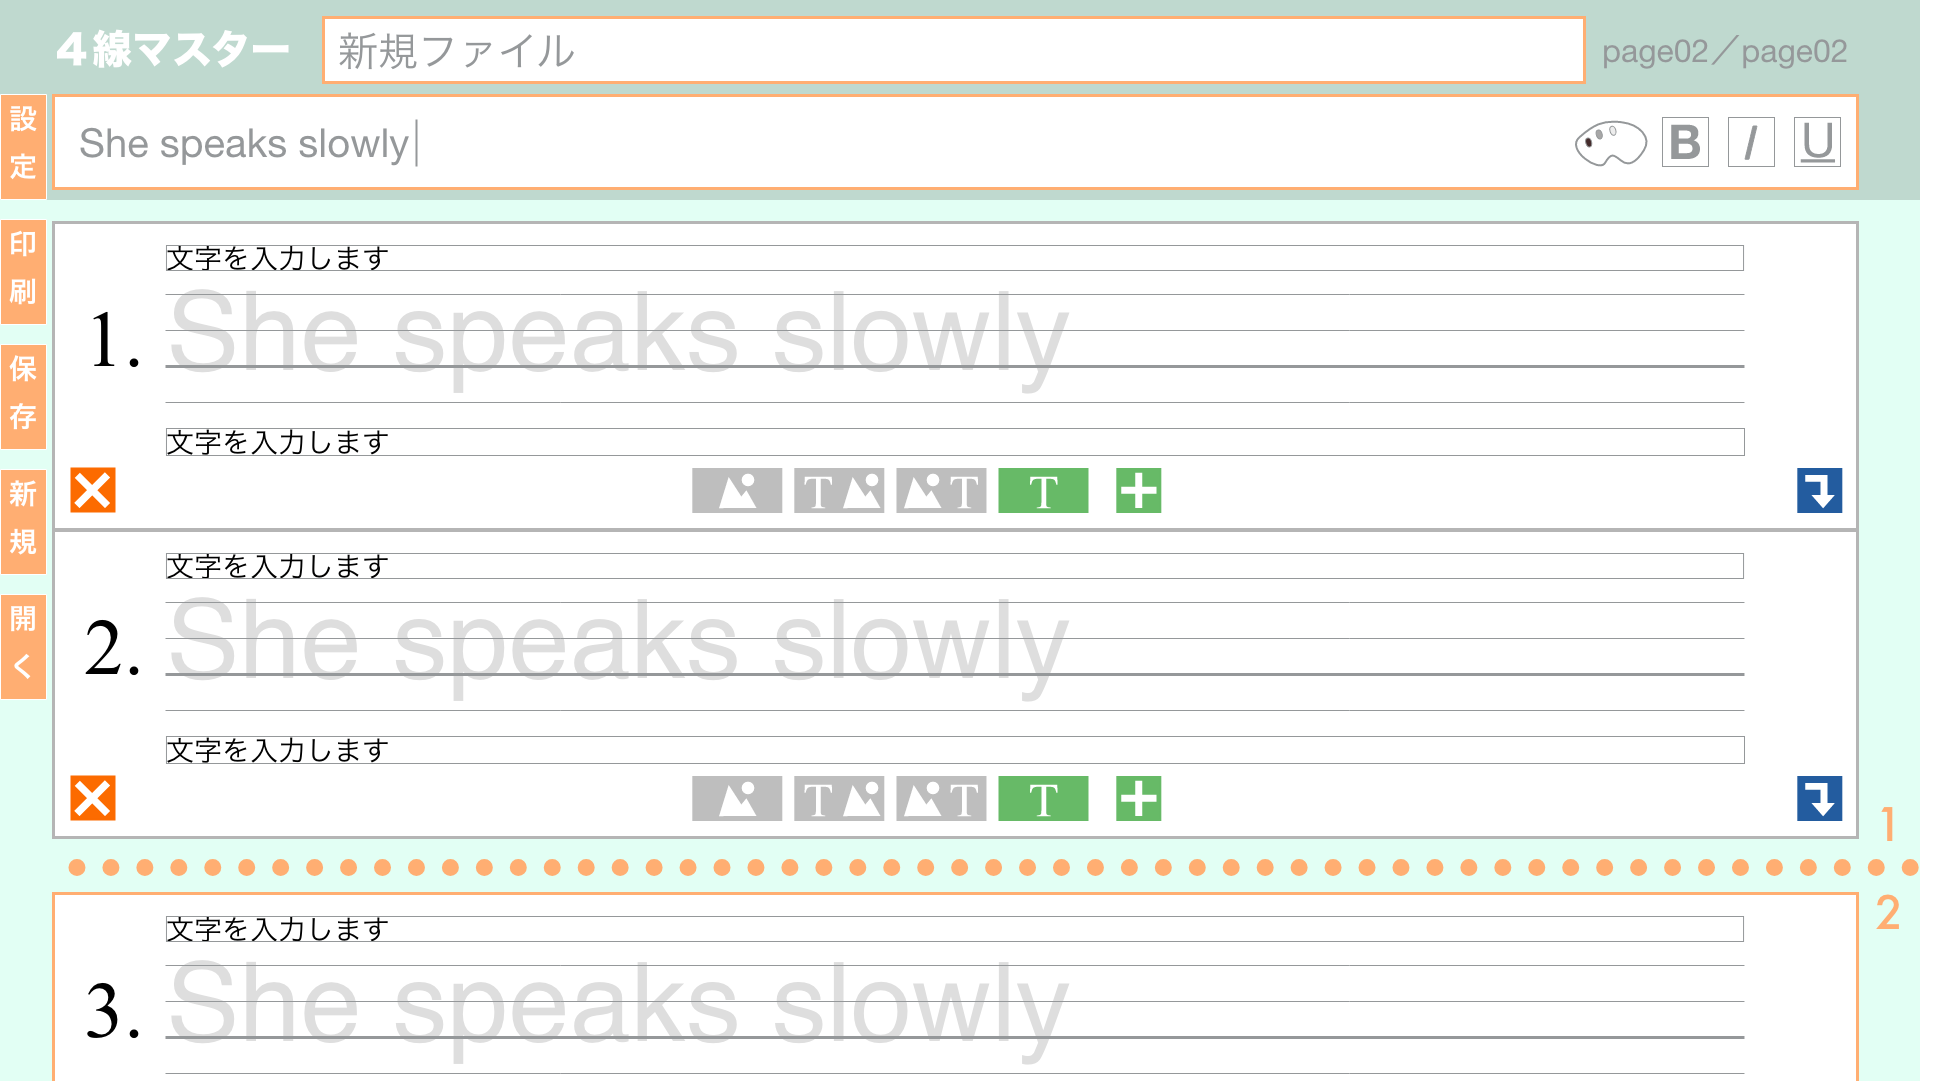 4線マスター 新規ファイル page02／page02
She speaks slowly B I U
設定
印刷
保存
新規
開く
文字を入力します
1. She speaks slowly
文字を入力します
T T T
文字を入力します
2. She speaks slowly
文字を入力します
T T T
1
2
文字を入力します
3. She speaks slowly